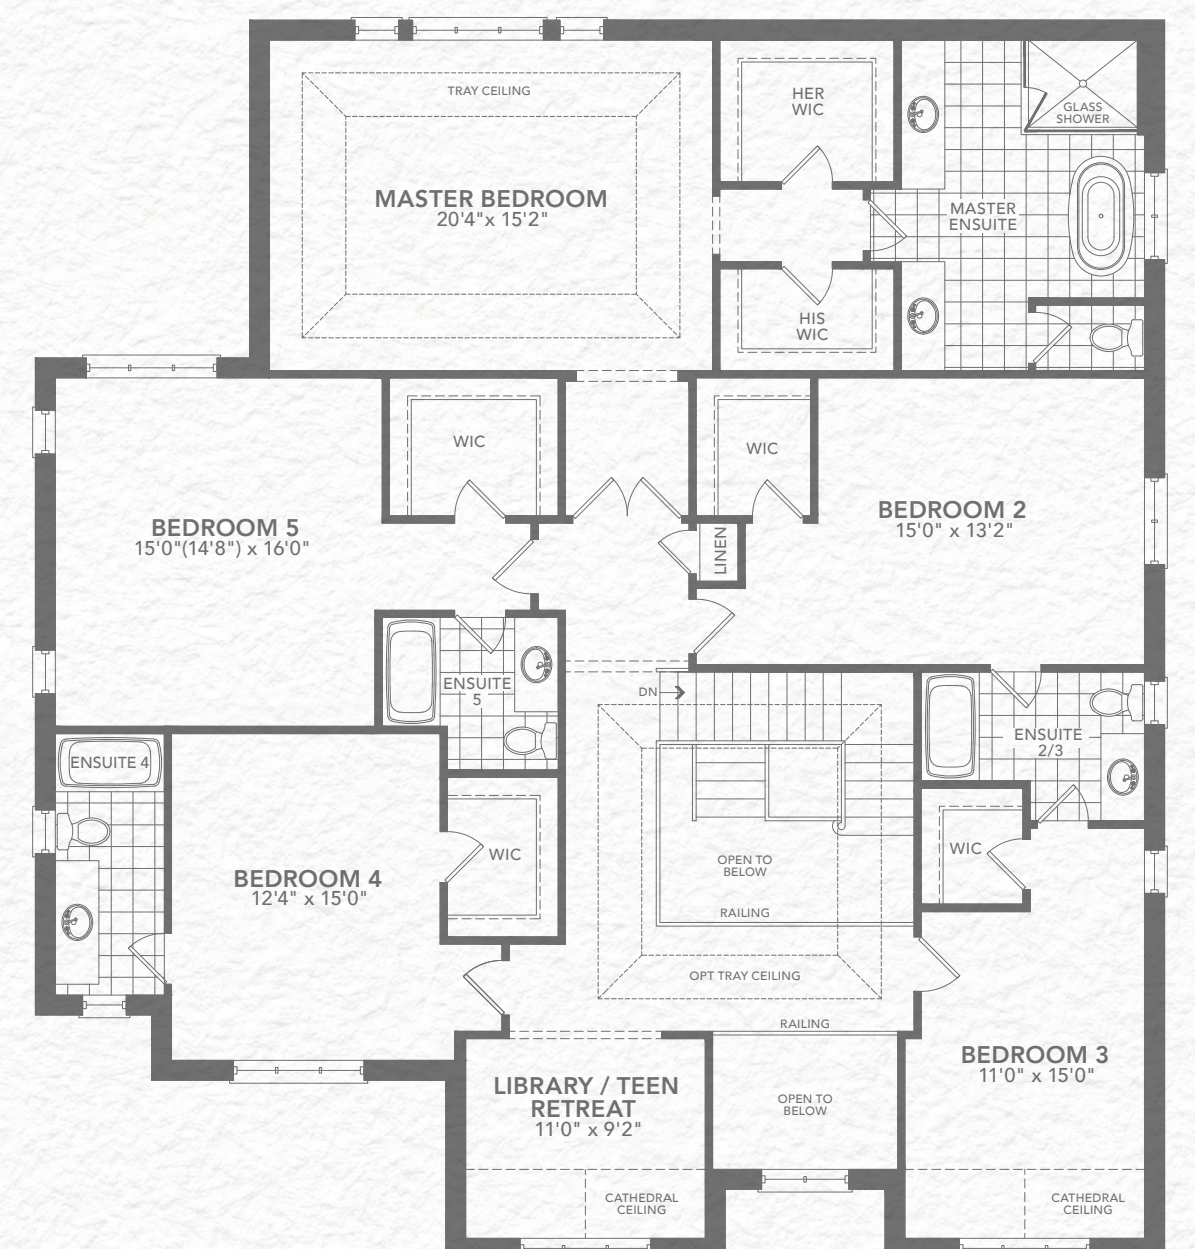 TRAY CEILING
HER
WIC
GLASS
SHOWER
MASTER BEDROOM
20'4"x 15'2"
MASTER
ENSUITE
HIS
WIC
WIC
WIC
BEDROOM 5
15'0"(14'8") x 16'0"
LINEN
BEDROOM 2
15'0" x 13'2"
ENSUITE
5
DN
ENSUITE
2/3
ENSUITE 4
BEDROOM 4
12'4" x 15'0"
WIC
OPEN TO
BELOW
WIC
RAILING
OPT TRAY CEILING
RAILING
LIBRARY / TEEN
RETREAT
11'0" x 9'2"
OPEN TO
BELOW
BEDROOM 3
11'0" x 15'0"
CATHEDRAL
CEILING
CATHEDRAL
CEILING